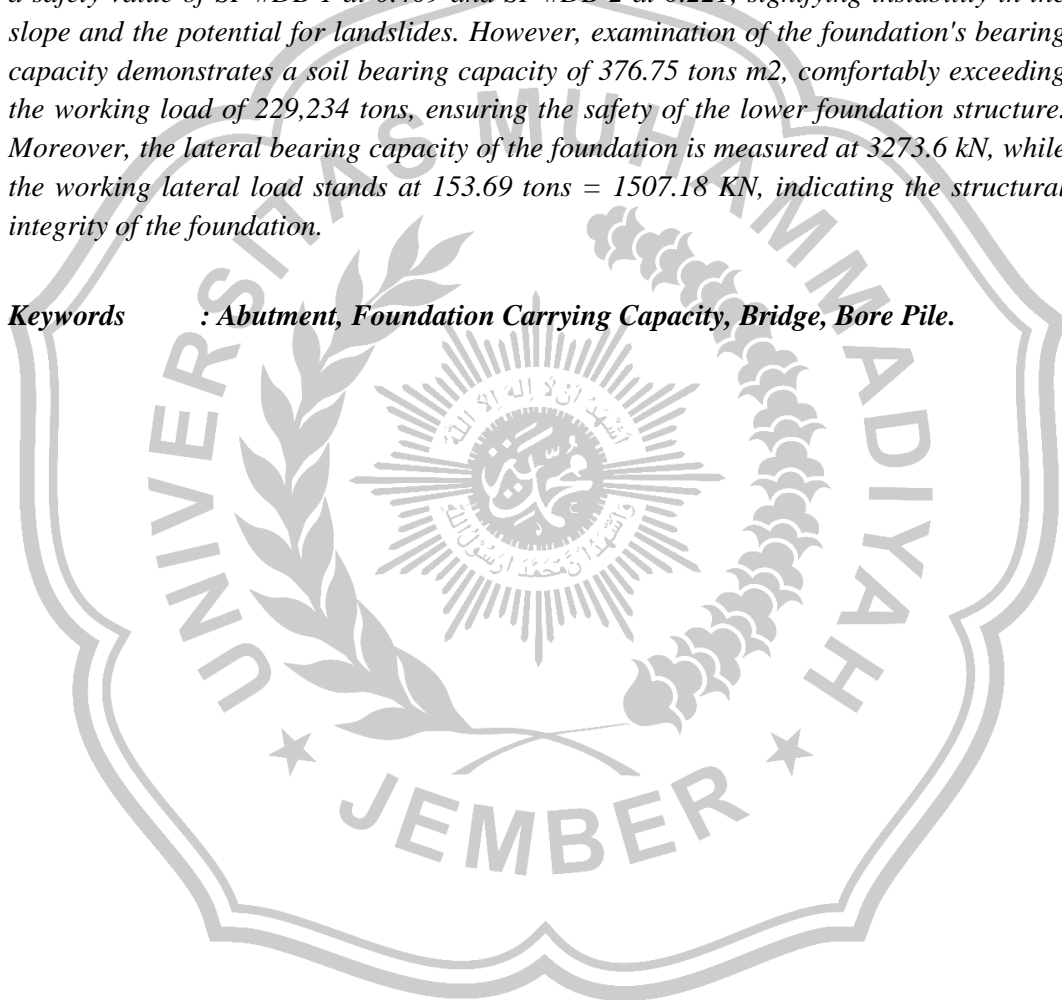 slope and the potential for landslides. However, examination of the foundation's bearing
capacity demonstrates a soil bearing capacity of 376.75 tons m2, comfortably exceeding
the working load of 229,234 tons, ensuring the safety of the lower foundation structure.
Moreover, the lateral bearing capacity of the foundation is measured at 3273.6 kN, while
the working lateral load stands at 153.69 tons = 1507.18 KN, indicating the structural
integrity of the foundation.
Keywords : Abutment, Foundation Carrying Capacity, Bridge, Bore Pile.
UNIVERSITAS MUHAMMADIYAH
JEMBER